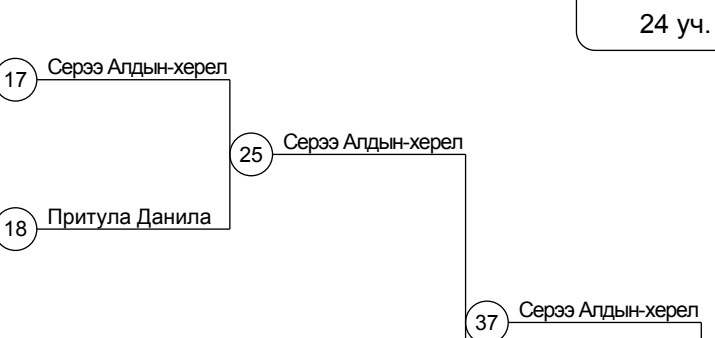 24 уч.
17 Серээ Алдын-херел
25 Серээ Алдын-херел
18 Притула Данила
37 Серээ Алдын-херел